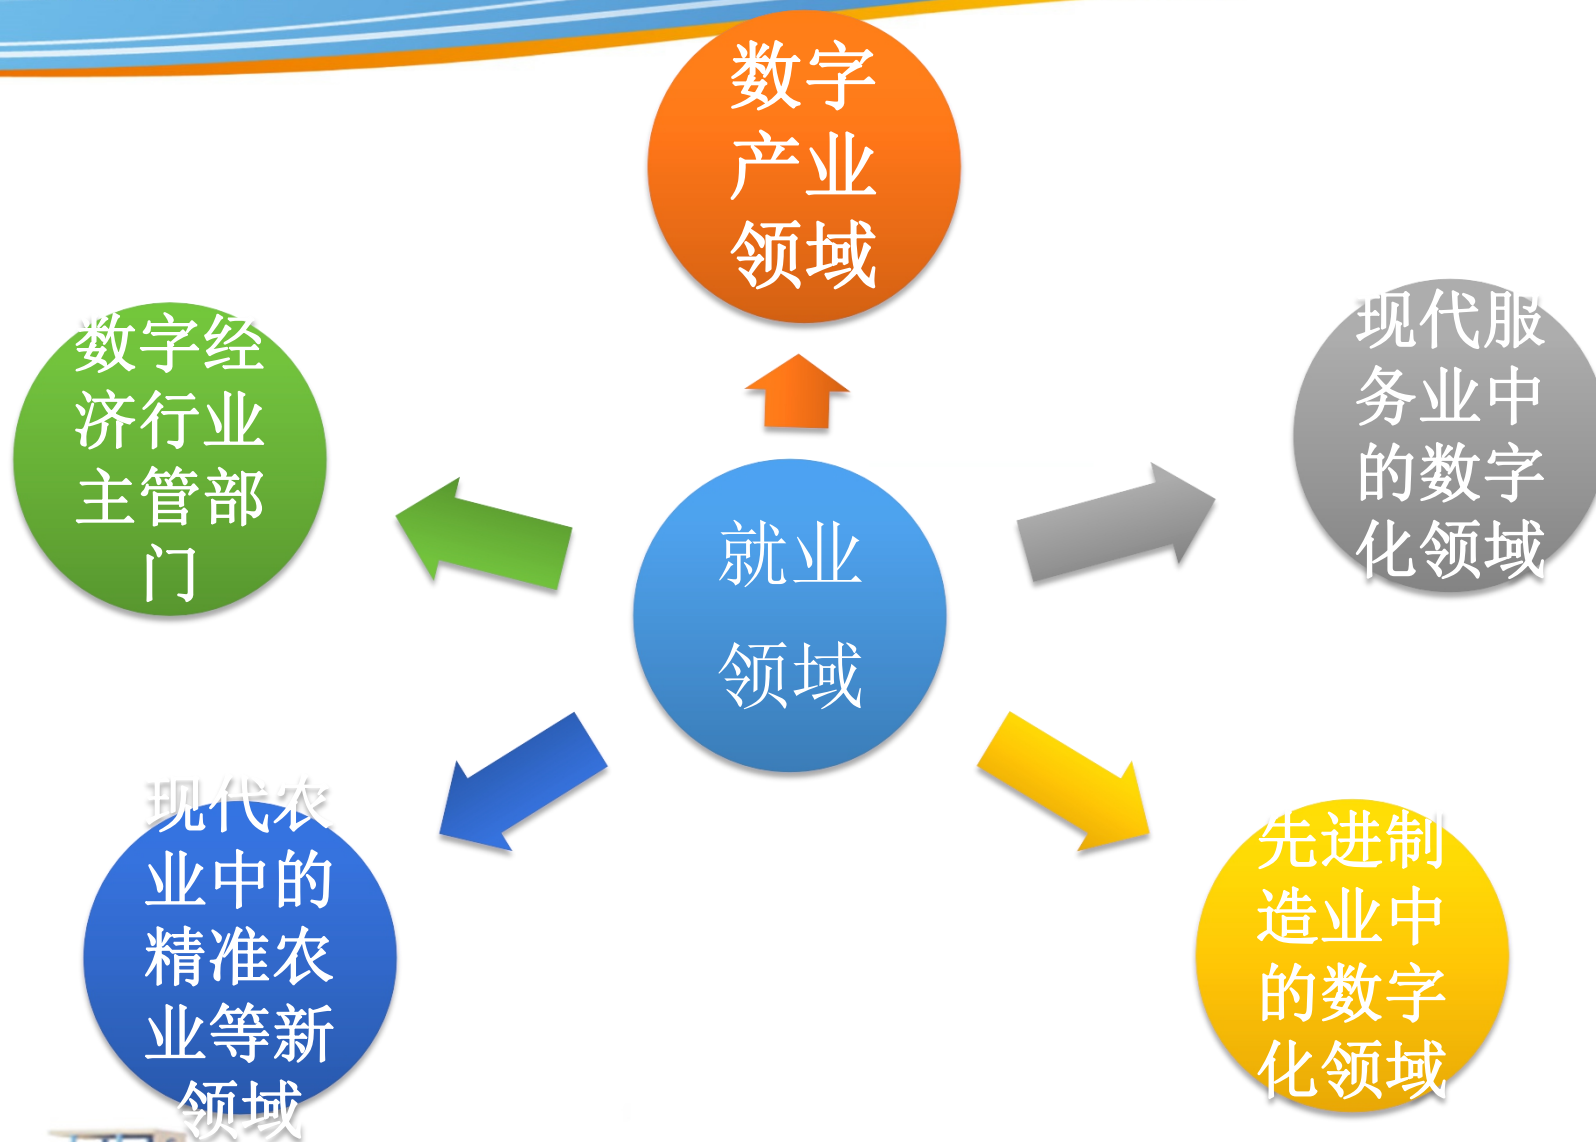 数字
产业
领域
现代服
务业中
的数字
化领域
数字经
济行业
主管部
门
就业
领域
现代农
业中的
精准农
业等新
领域
先进制
造业中
的数字
化领域